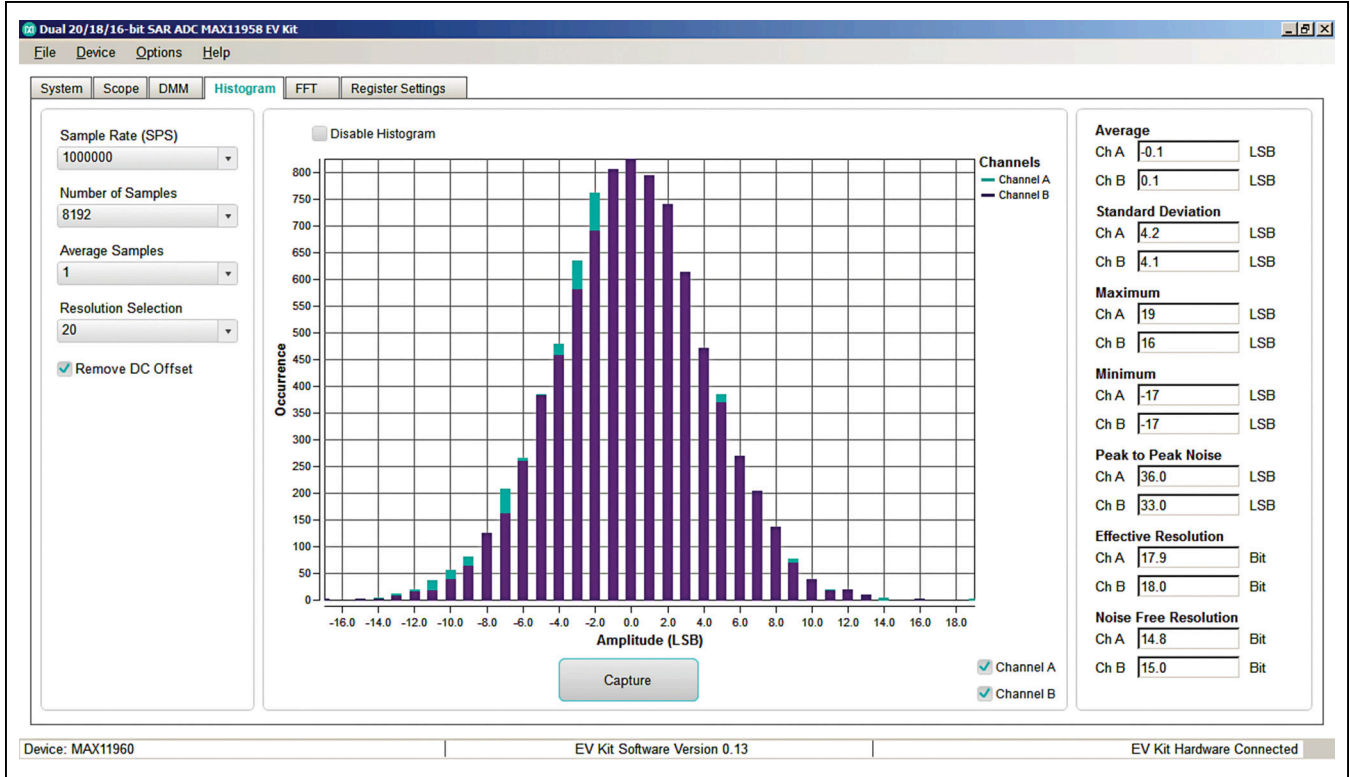 Dual 20/18/16-bit SAR ADC MAX11958 EV Kit
File Device Options Help
System Scope DMM Histogram FFT Register Settings
Sample Rate (SPS)
1000000
Number of Samples
8192
Average Samples
1
Resolution Selection
20
Remove DC Offset
Disable Histogram
Channels
Channel A
Channel B
Occurrence
800
750
700
650
600
550
500
450
400
350
300
250
200
150
100
50
0
-16.0 -14.0 -12.0 -10.0 -8.0 -6.0 -4.0 -2.0 0.0 2.0 4.0 6.0 8.0 10.0 12.0 14.0 16.0 18.0
Amplitude (LSB)
Capture
Channel A
Channel B
Average
Ch A -0.1 LSB
Ch B 0.1 LSB
Standard Deviation
Ch A 4.2 LSB
Ch B 4.1 LSB
Maximum
Ch A 19 LSB
Ch B 16 LSB
Minimum
Ch A -17 LSB
Ch B -17 LSB
Peak to Peak Noise
Ch A 36.0 LSB
Ch B 33.0 LSB
Effective Resolution
Ch A 17.9 Bit
Ch B 18.0 Bit
Noise Free Resolution
Ch A 14.8 Bit
Ch B 15.0 Bit
Device: MAX11960
EV Kit Software Version 0.13
EV Kit Hardware Connected